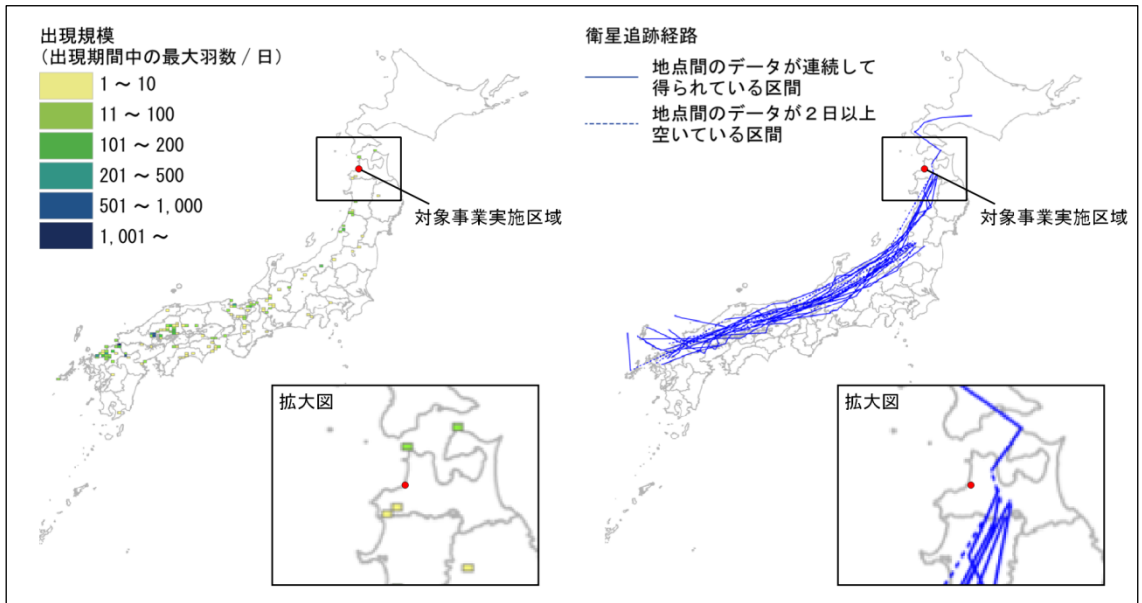 出現規模
（出現期間中の最大羽数 / 日）
1 ～ 10
11 ～ 100
101 ～ 200
201 ～ 500
501 ～ 1,000
1,001 ～
対象事業実施区域
拡大図
衛星追跡経路
地点間のデータが連続して
得られている区間
地点間のデータが２日以上
空いている区間
対象事業実施区域
拡大図